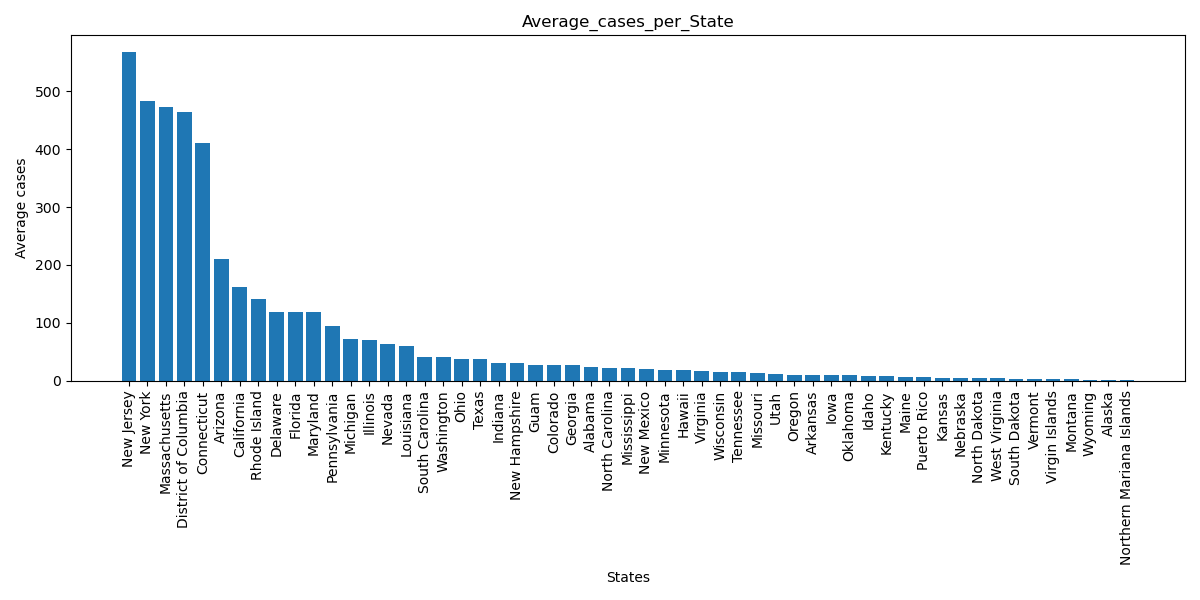 Average_cases_per_State
Average cases
500
400
300
200
100
0
New Jersey
New York
Massachusetts
District of Columbia
Connecticut
Arizona
California
Rhode Island
Delaware
Florida
Maryland
Pennsylvania
Michigan
Illinois
Nevada
Louisiana
South Carolina
Washington
Ohio
Texas
Indiana
New Hampshire
Guam
Colorado
Georgia
Alabama
North Carolina
Mississippi
New Mexico
Minnesota
Hawaii
Virginia
Wisconsin
Tennessee
Missouri
Utah
Oregon
Arkansas
Iowa
Oklahoma
Idaho
Kentucky
Maine
Puerto Rico
Kansas
Nebraska
North Dakota
West Virginia
South Dakota
Vermont
Virgin Islands
Montana
Wyoming
Alaska
Northern Mariana Islands
States